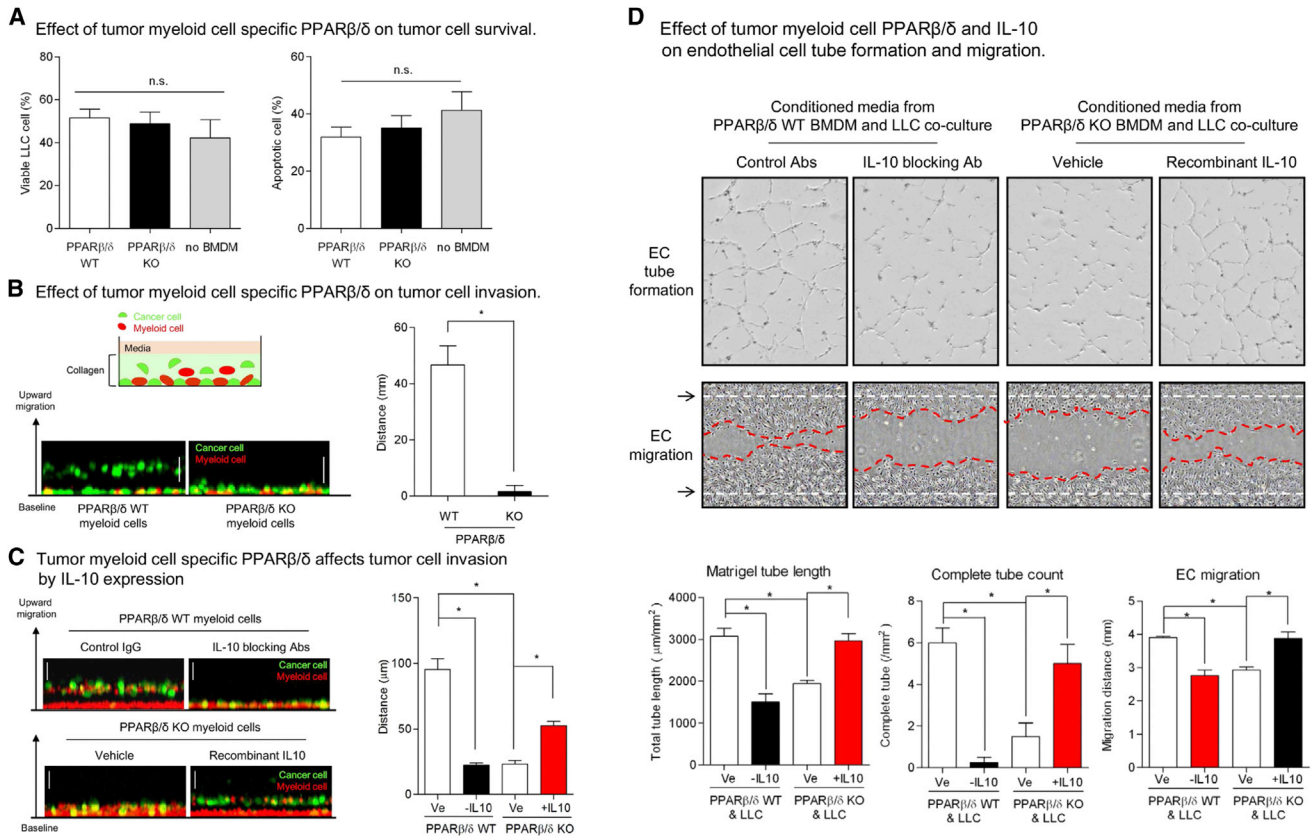 A
Effect of tumor myeloid cell specific PPARβ/δ on tumor cell survival.
Viable LLC cell (%)
80
60
40
20
0
n.s.
PPARβ/δ
WT
PPARβ/δ
KO
no BMDM
Apoptotic cell (%)
60
40
20
0
n.s.
PPARβ/δ
WT
PPARβ/δ
KO
no BMDM
B
Effect of tumor myeloid cell specific PPARβ/δ on tumor cell invasion.
Cancer cell
Myeloid cell
Media
Collagen
Upward
migration
Cancer cell
Myeloid cell
Cancer cell
Myeloid cell
Baseline
PPARβ/δ WT
myeloid cells
PPARβ/δ KO
myeloid cells
Distance (mm)
60
40
20
0
*
WT
KO
PPARβ/δ
C
Tumor myeloid cell specific PPARβ/δ affects tumor cell invasion
by IL-10 expression
Upward
migration
PPARβ/δ WT myeloid cells
Control IgG
IL-10 blocking Abs
Cancer cell
Myeloid cell
PPARβ/δ KO myeloid cells
Vehicle
Recombinant IL10
Cancer cell
Myeloid cell
Baseline
Distance (μm)
150
100
50
0
*
*
*
Ve
-IL10
Ve
+IL10
PPARβ/δ WT
PPARβ/δ KO
D
Effect of tumor myeloid cell PPARβ/δ and IL-10
on endothelial cell tube formation and migration.
Conditioned media from
PPARβ/δ WT BMDM and LLC co-culture
Conditioned media from
PPARβ/δ KO BMDM and LLC co-culture
Control Abs
IL-10 blocking Ab
Vehicle
Recombinant IL-10
EC
tube
formation
EC
migration
Matrigel tube length
Total tube length ( μm/mm²)
4000
3000
2000
1000
0
*
*
*
Ve
-IL10
Ve
+IL10
PPARβ/δ WT
& LLC
PPARβ/δ KO
& LLC
Complete tube count
Complete tube (/mm²)
8
6
4
2
0
*
*
*
Ve
-IL10
Ve
+IL10
PPARβ/δ WT
& LLC
PPARβ/δ KO
& LLC
EC migration
Migration distance (mm)
5
4
3
2
1
0
*
*
*
Ve
-IL10
Ve
+IL10
PPARβ/δ WT
& LLC
PPARβ/δ KO
& LLC